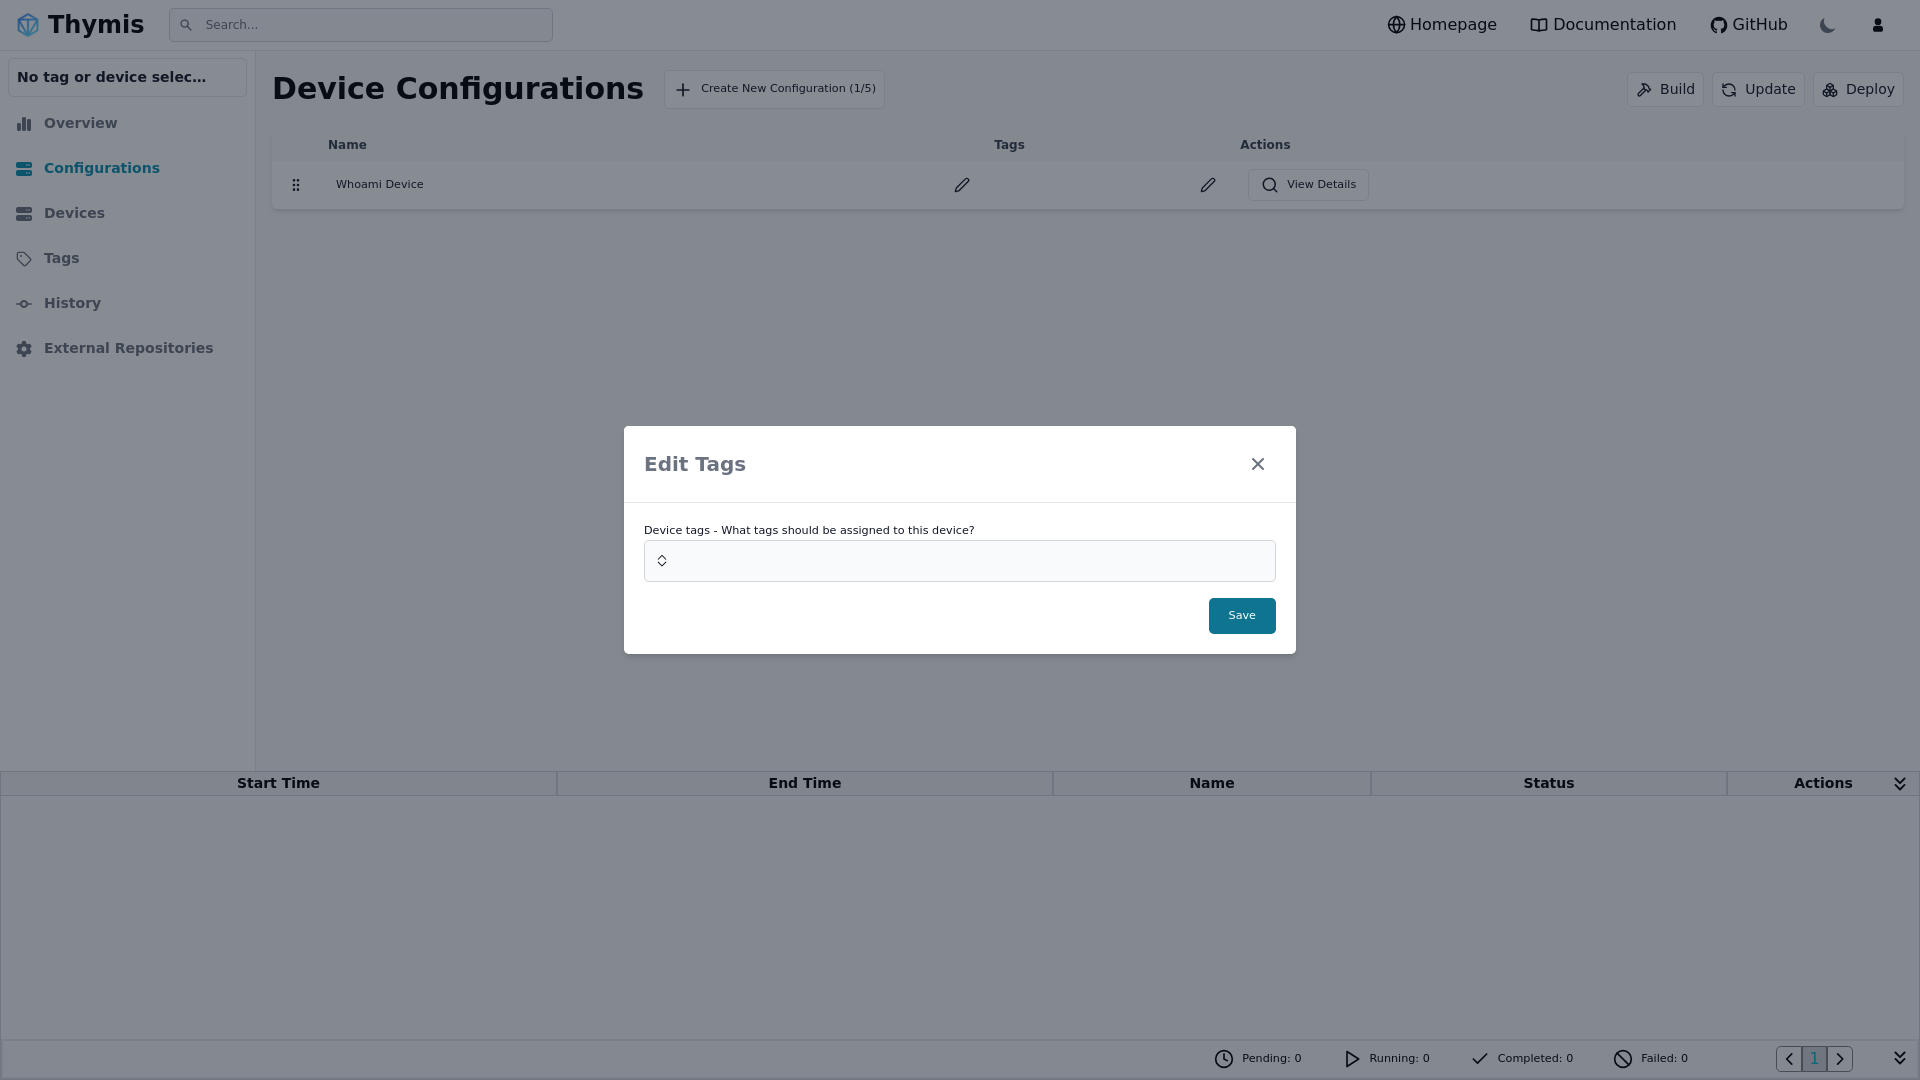 Thymis
Search...
Homepage
Documentation
GitHub
No tag or device selec...
Overview
Configurations
Devices
Tags
History
External Repositories
Device Configurations
Create New Configuration (1/5)
Build
Update
Deploy
Name
Tags
Actions
Whoami Device
View Details
Edit Tags
Device tags - What tags should be assigned to this device?
Save
Start Time
End Time
Name
Status
Actions
Pending: 0
Running: 0
Completed: 0
Failed: 0
1